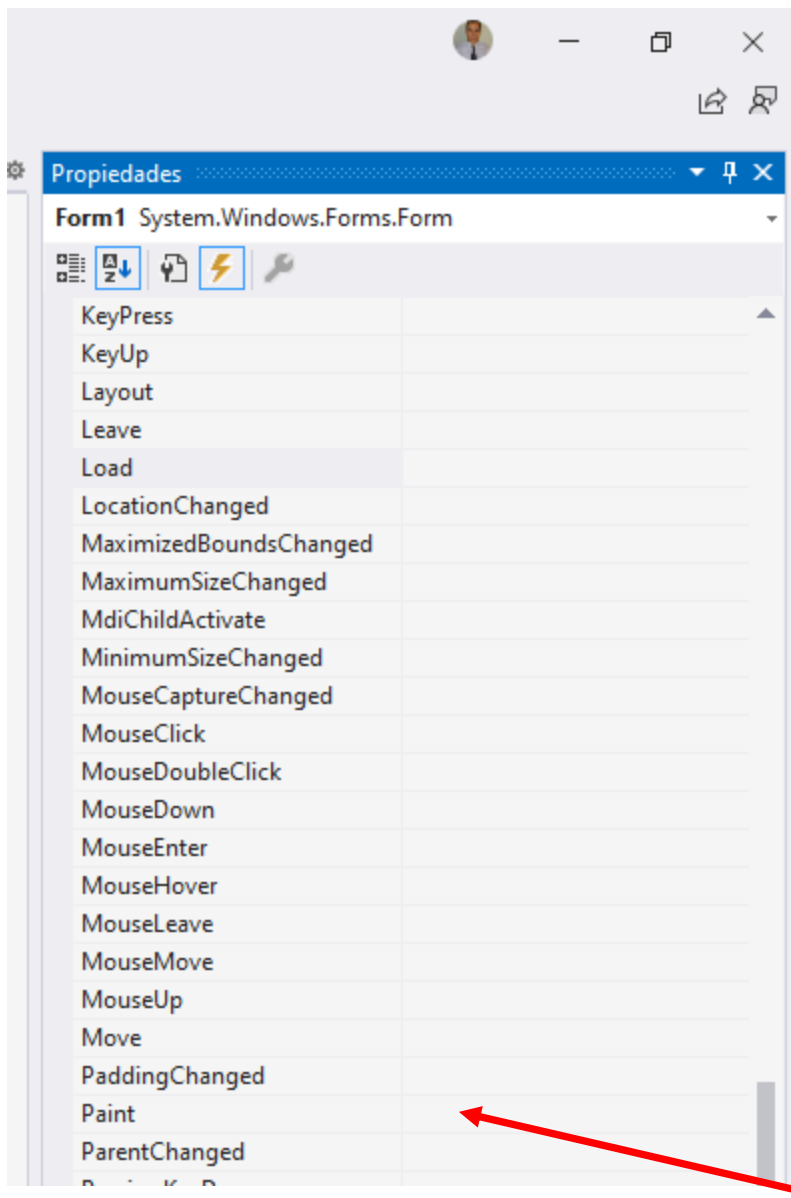 Propiedades
Form1 System.Windows.Forms.Form
KeyPress
KeyUp
Layout
Leave
Load
LocationChanged
MaximizedBoundsChanged
MaximumSizeChanged
MdiChildActivate
MinimumSizeChanged
MouseCaptureChanged
MouseClick
MouseDoubleClick
MouseDown
MouseEnter
MouseHover
MouseLeave
MouseMove
MouseUp
Move
PaddingChanged
Paint
ParentChanged